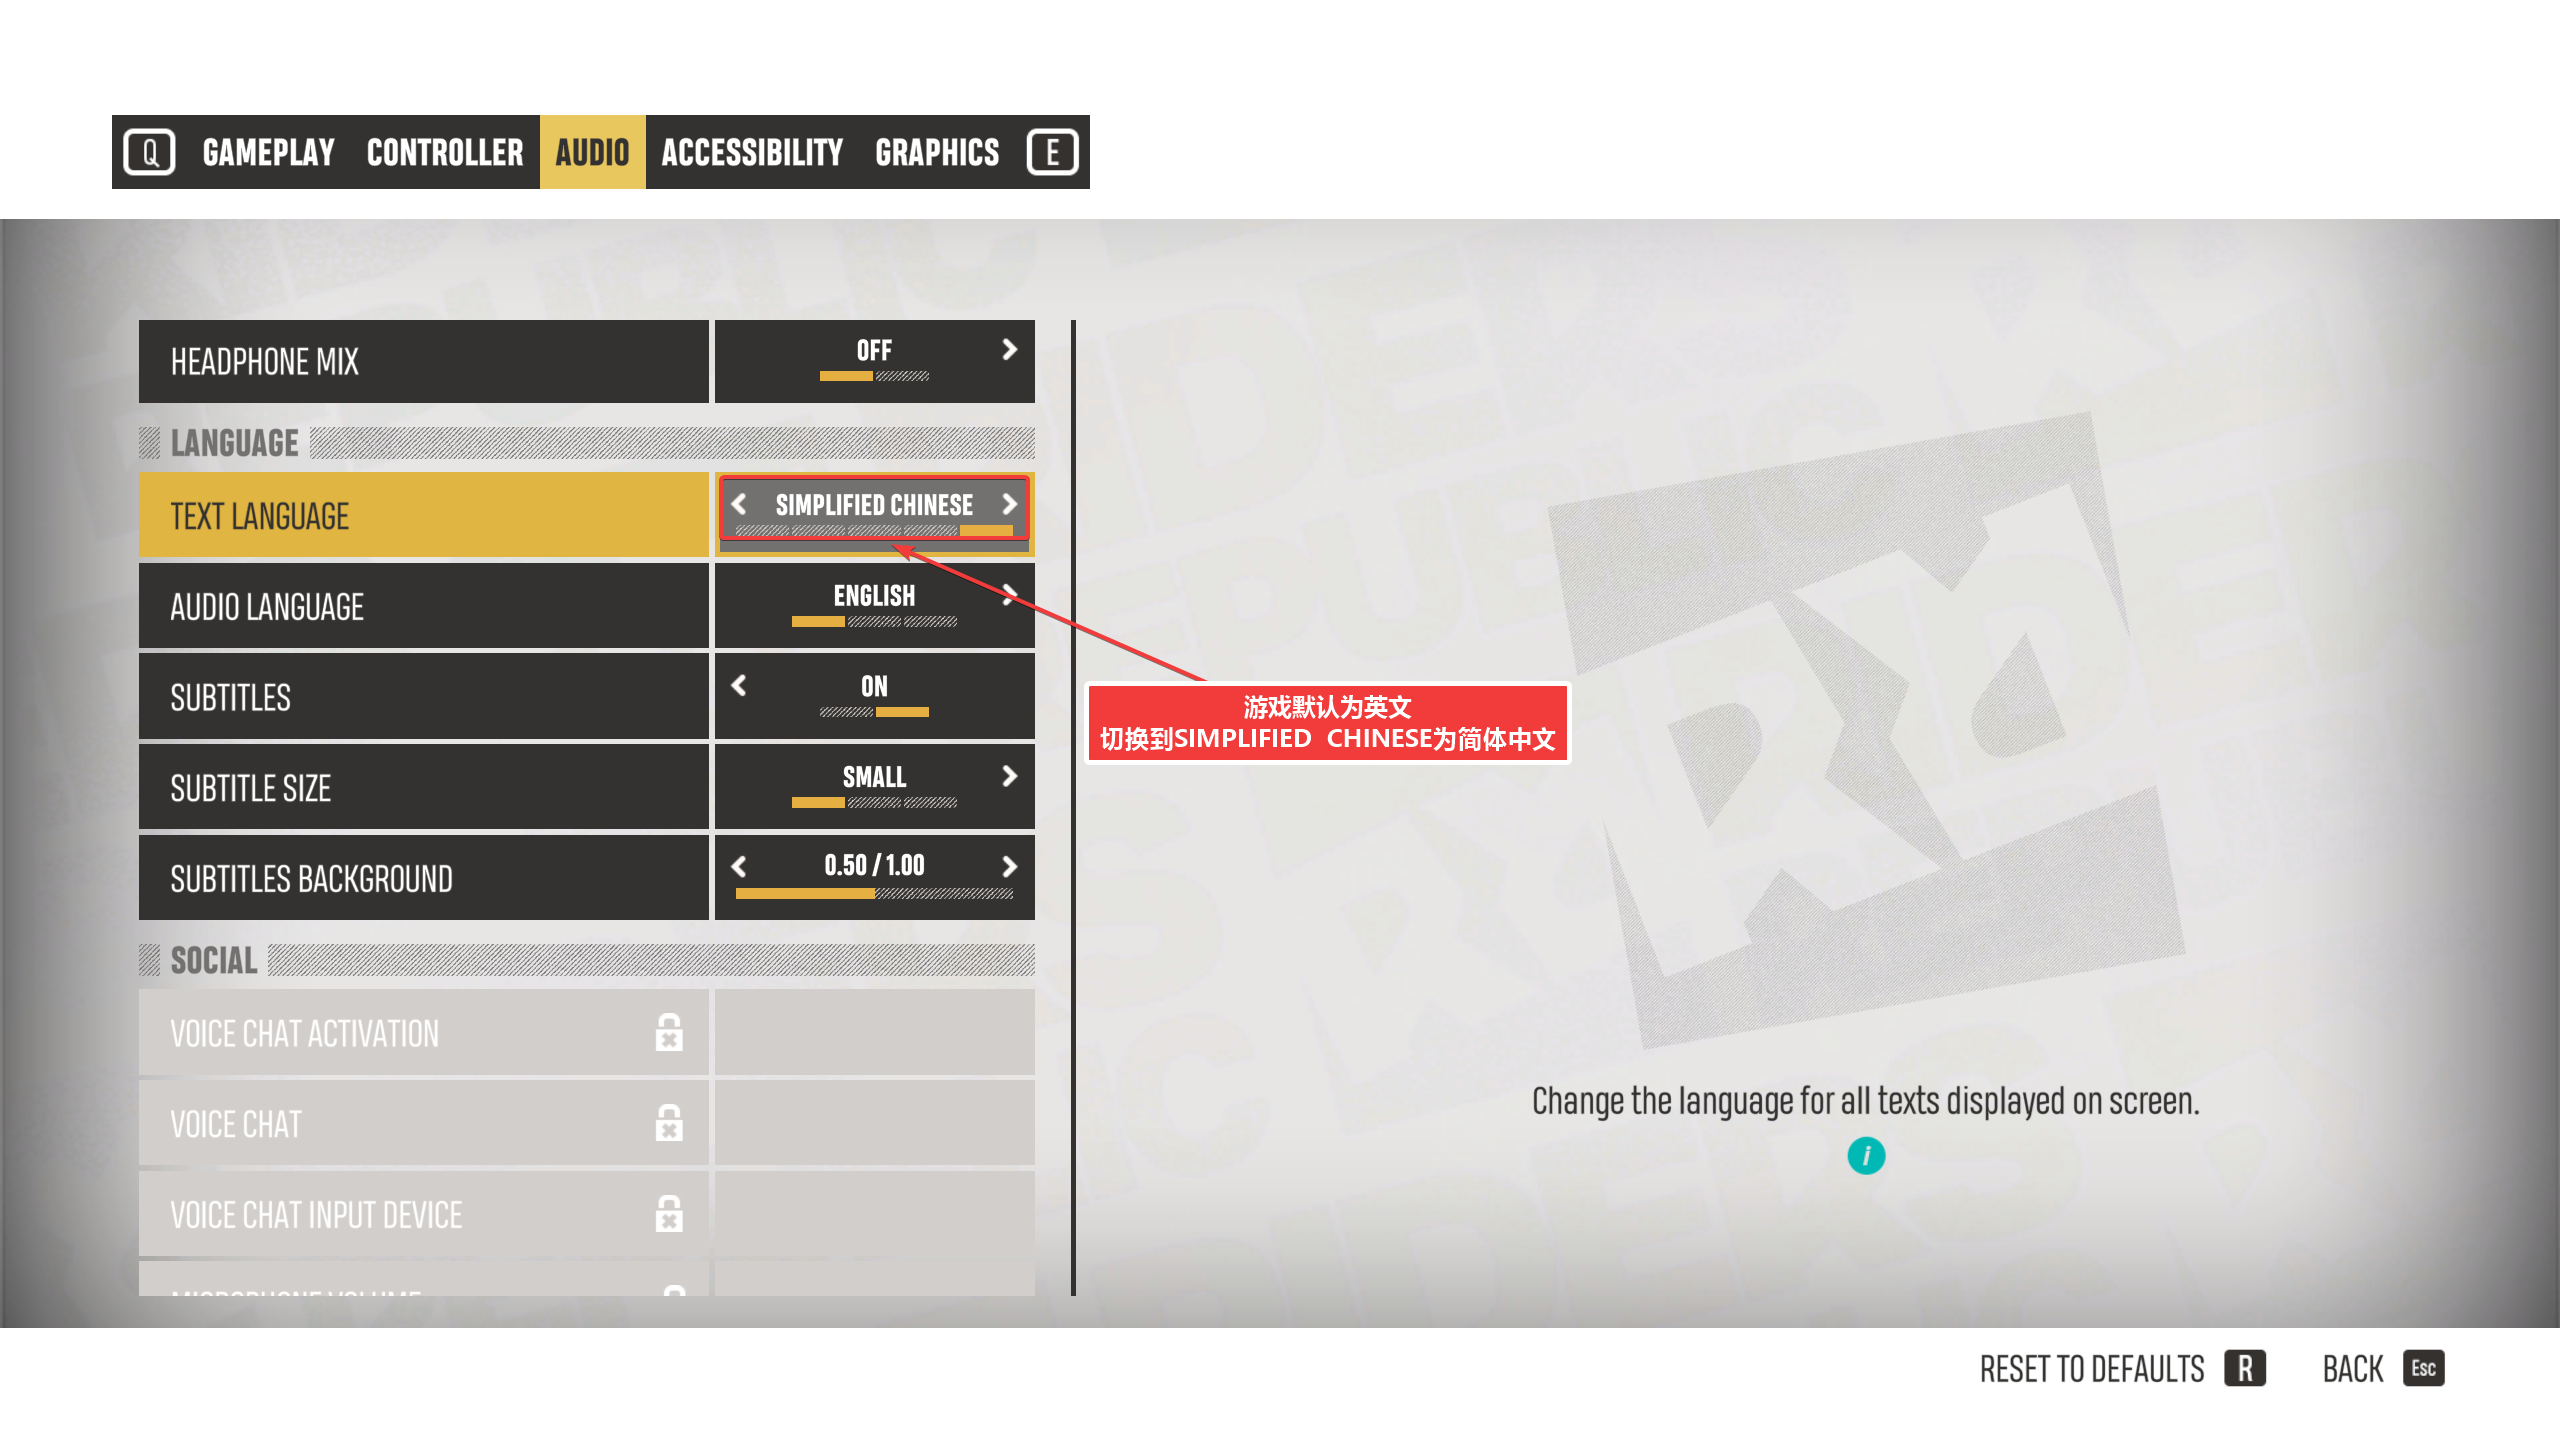 Q GAMEPLAY CONTROLLER AUDIO ACCESSIBILITY GRAPHICS E
HEADPHONE MIX OFF
LANGUAGE
TEXT LANGUAGE SIMPLIFIED CHINESE
AUDIO LANGUAGE ENGLISH
SUBTITLES ON
游戏默认为英文
切换到SIMPLIFIED CHINESE为简体中文
SUBTITLE SIZE SMALL
SUBTITLES BACKGROUND 0.50 / 1.00
SOCIAL
VOICE CHAT ACTIVATION
VOICE CHAT
VOICE CHAT INPUT DEVICE
MICROPHONE VOLUME
Change the language for all texts displayed on screen.
i
RESET TO DEFAULTS R BACK Esc